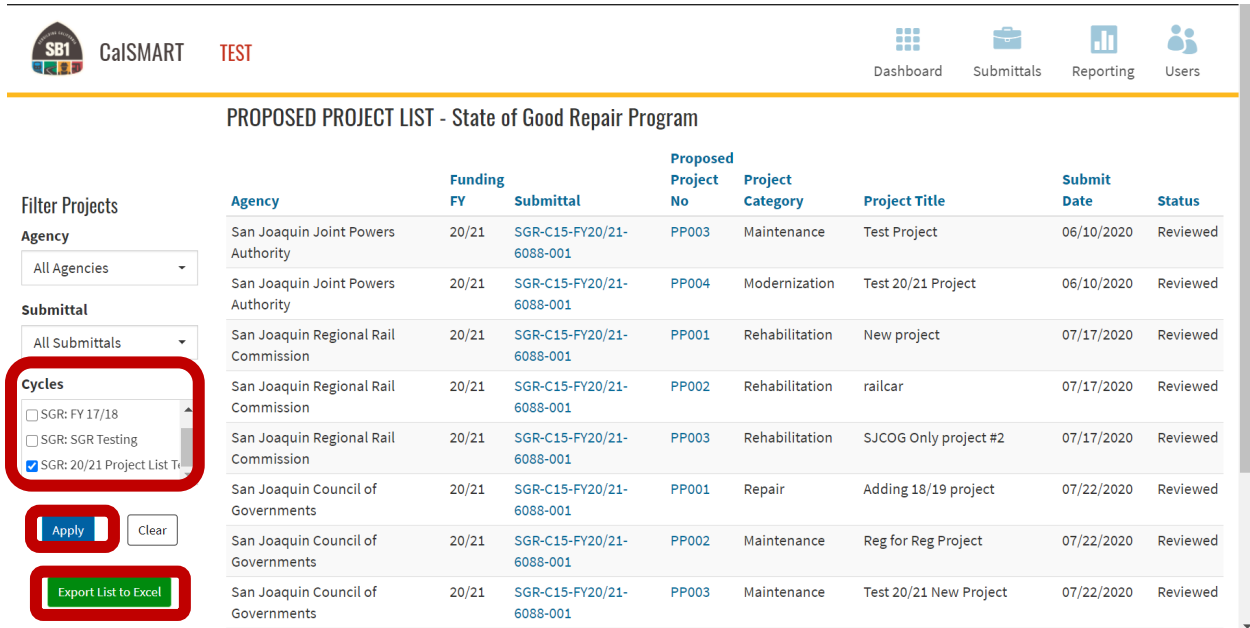 SB1
CalSMART TEST
Dashboard Submittals Reporting Users
PROPOSED PROJECT LIST - State of Good Repair Program
Filter Projects
Agency
All Agencies
Submittal
All Submittals
Cycles
SGR: FY 17/18
SGR: SGR Testing
SGR: 20/21 Project List
Apply Clear
Export List to Excel
Agency Funding FY Submittal Proposed Project No Project Category Project Title Submit Date Status
San Joaquin Joint Powers 20/21 SGR-C15-FY20/21- PP003 Maintenance Test Project 06/10/2020 Reviewed
Authority 6088-001
San Joaquin Joint Powers 20/21 SGR-C15-FY20/21- PP004 Modernization Test 20/21 Project 06/10/2020 Reviewed
Authority 6088-001
San Joaquin Regional Rail 20/21 SGR-C15-FY20/21- PP001 Rehabilitation New project 07/17/2020 Reviewed
Commission 6088-001
San Joaquin Regional Rail 20/21 SGR-C15-FY20/21- PP002 Rehabilitation railcar 07/17/2020 Reviewed
Commission 6088-001
San Joaquin Regional Rail 20/21 SGR-C15-FY20/21- PP003 Rehabilitation SJCOG Only project #2 07/17/2020 Reviewed
Commission 6088-001
San Joaquin Council of 20/21 SGR-C15-FY20/21- PP001 Repair Adding 18/19 project 07/22/2020 Reviewed
Governments 6088-001
San Joaquin Council of 20/21 SGR-C15-FY20/21- PP002 Maintenance Reg for Reg Project 07/22/2020 Reviewed
Governments 6088-001
San Joaquin Council of 20/21 SGR-C15-FY20/21- PP003 Maintenance Test 20/21 New Project 07/22/2020 Reviewed
Governments 6088-001